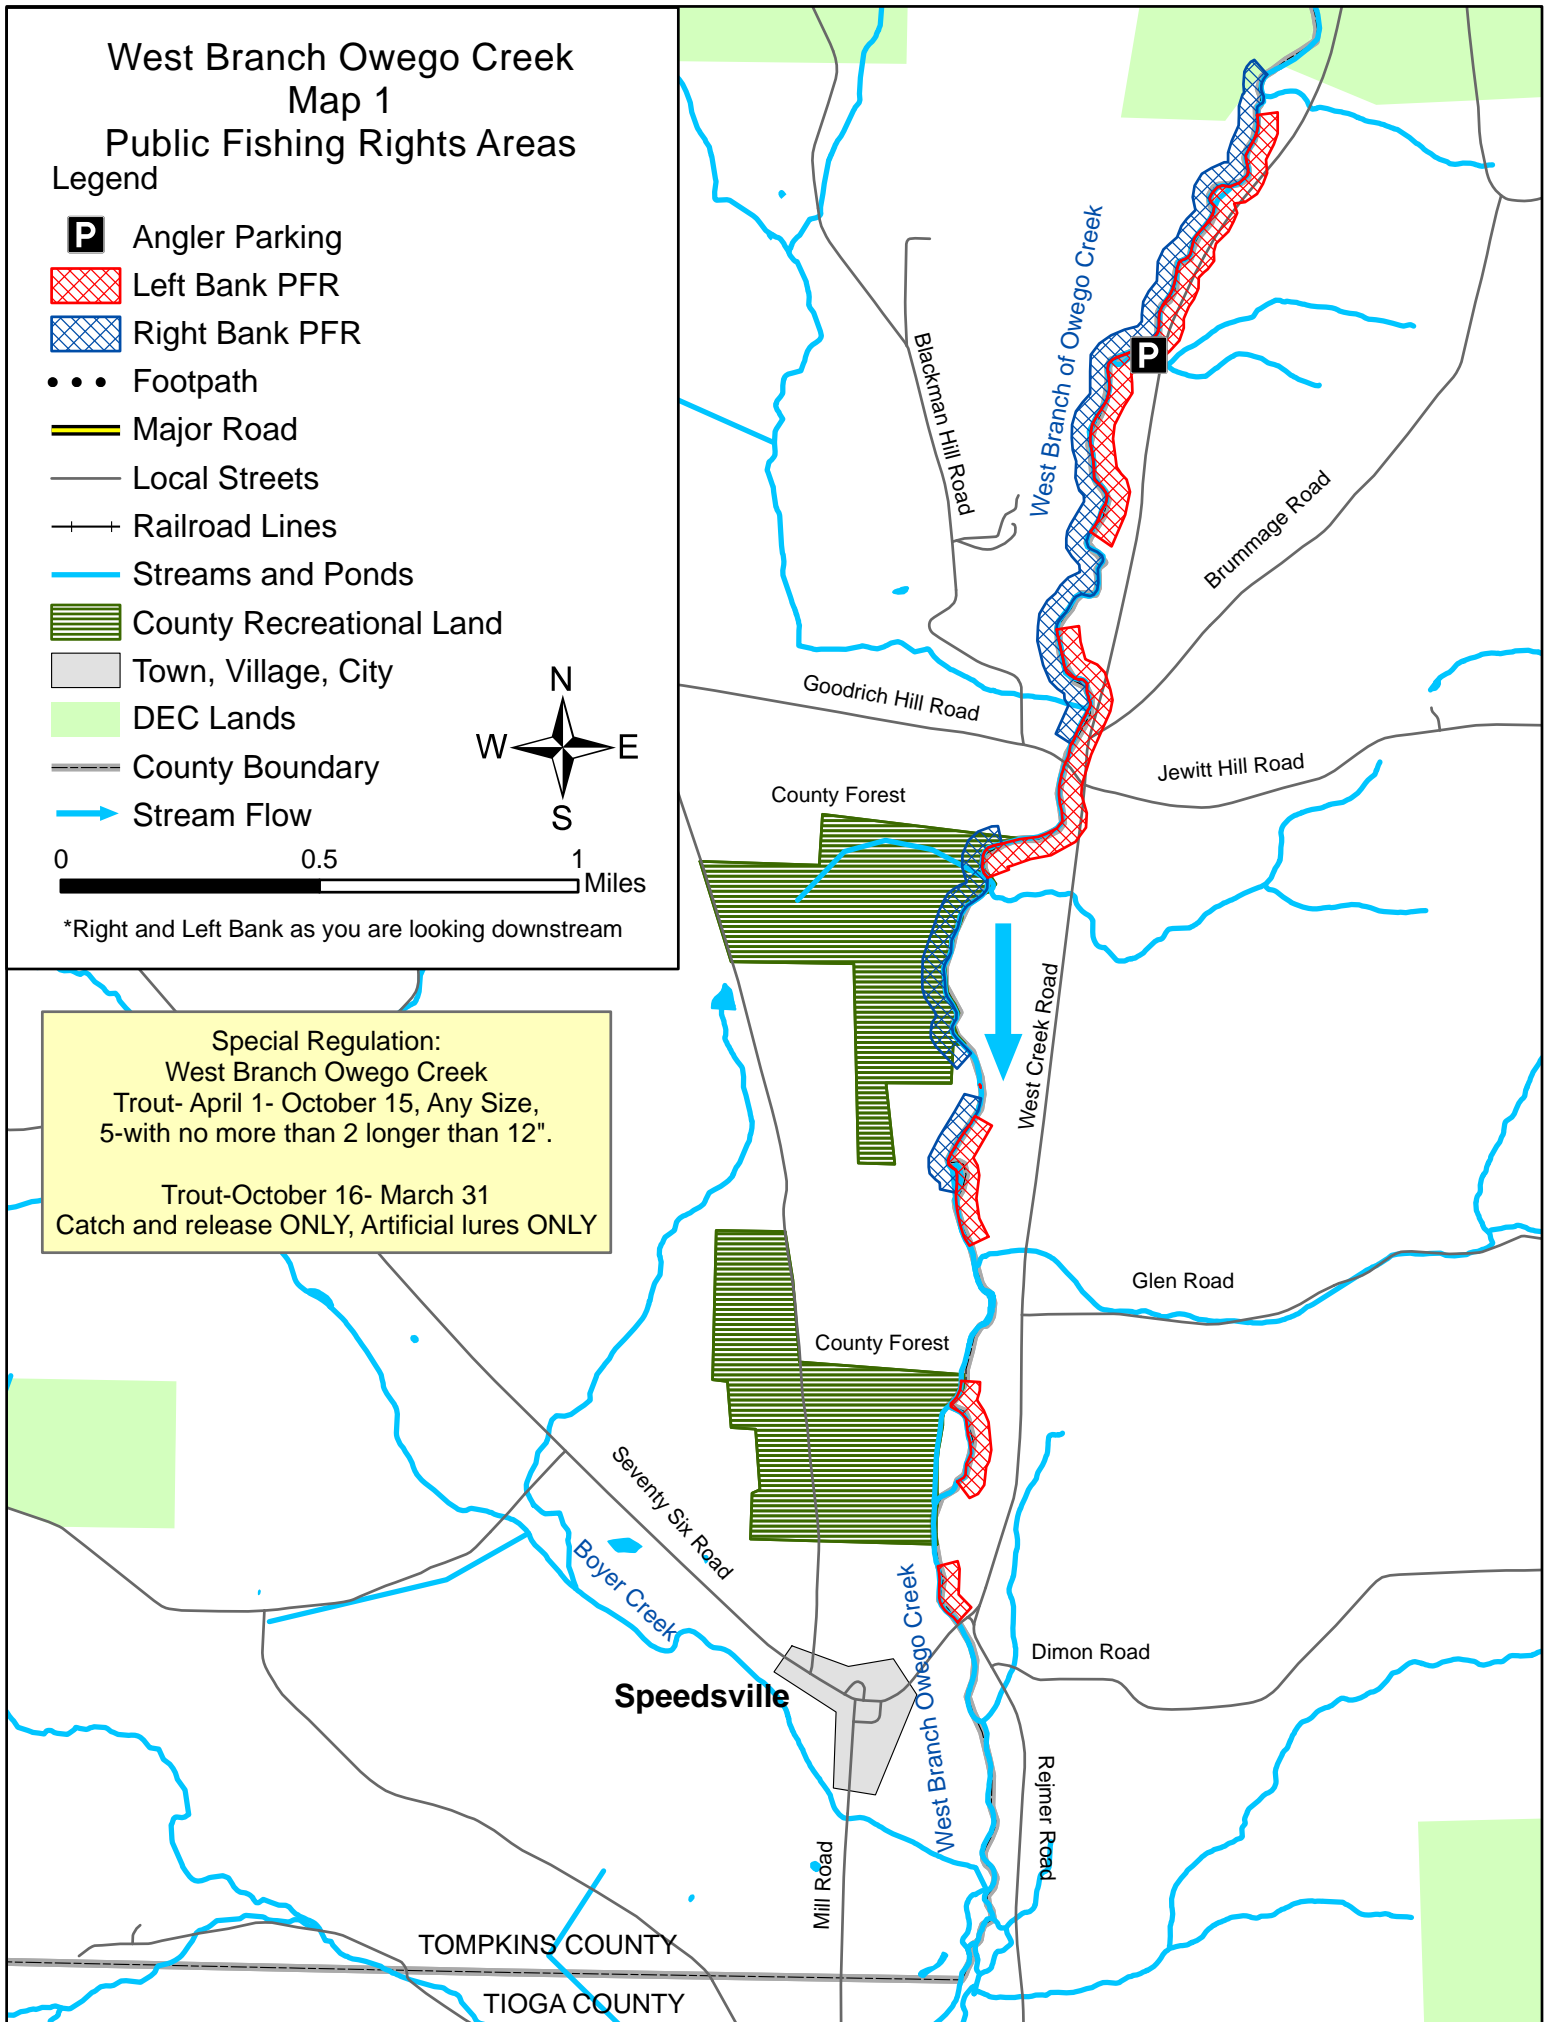 West Branch Owego Creek
Map 1
Public Fishing Rights Areas
Legend
P Angler Parking
Left Bank PFR
Right Bank PFR
Footpath
Major Road
Local Streets
Railroad Lines
Streams and Ponds
County Recreational Land
Town, Village, City
DEC Lands
County Boundary
Stream Flow
N
W E
S
0 0.5 1
Miles
*Right and Left Bank as you are looking downstream
Special Regulation:
West Branch Owego Creek
Trout- April 1- October 15, Any Size,
5-with no more than 2 longer than 12".
Trout-October 16- March 31
Catch and release ONLY, Artificial lures ONLY
West Branch of Owego Creek
P
Blackman Hill Road
Brummage Road
Goodrich Hill Road
Jewitt Hill Road
County Forest
West Creek Road
Glen Road
County Forest
Seventy Six Road
Boyer Creek
West Branch Owego Creek
Dimon Road
Speedsville
Rejmer Road
Mill Road
TOMPKINS COUNTY
TIOGA COUNTY